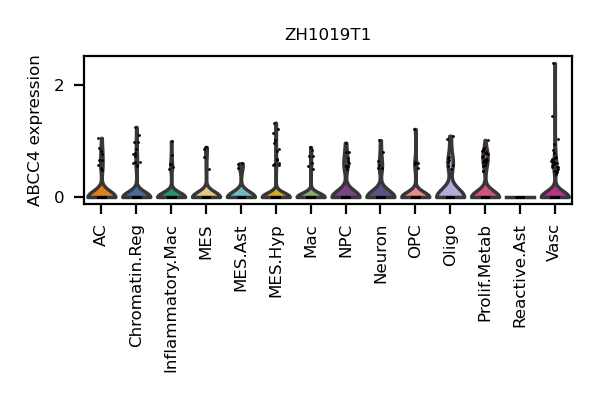 ZH1019T1
ABCC4 expression
2
0
AC
Chromatin.Reg
Inflammatory.Mac
MES
MES.Ast
MES.Hyp
Mac
NPC
Neuron
OPC
Oligo
Prolif.Metab
Reactive.Ast
Vasc